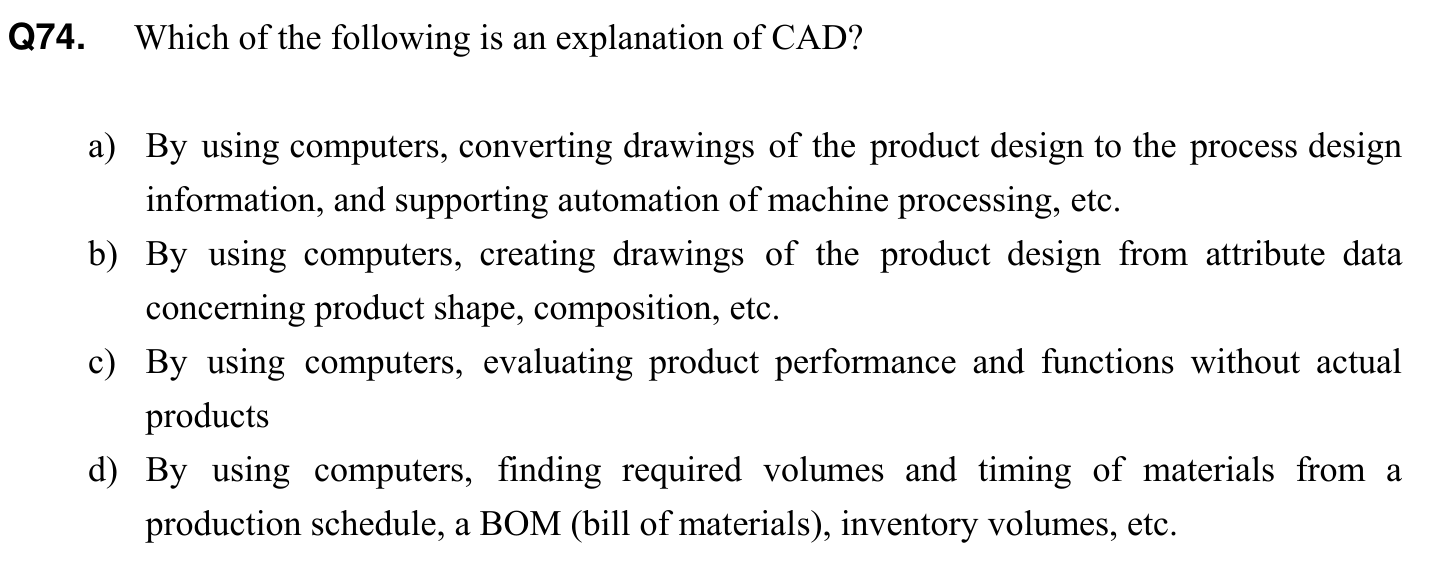 Q74. Which of the following is an explanation of CAD?
a) By using computers, converting drawings of the product design to the process design
information, and supporting automation of machine processing, etc.
b) By using computers, creating drawings of the product design from attribute data
concerning product shape, composition, etc.
c) By using computers, evaluating product performance and functions without actual
products
d) By using computers, finding required volumes and timing of materials from a
production schedule, a BOM (bill of materials), inventory volumes, etc.